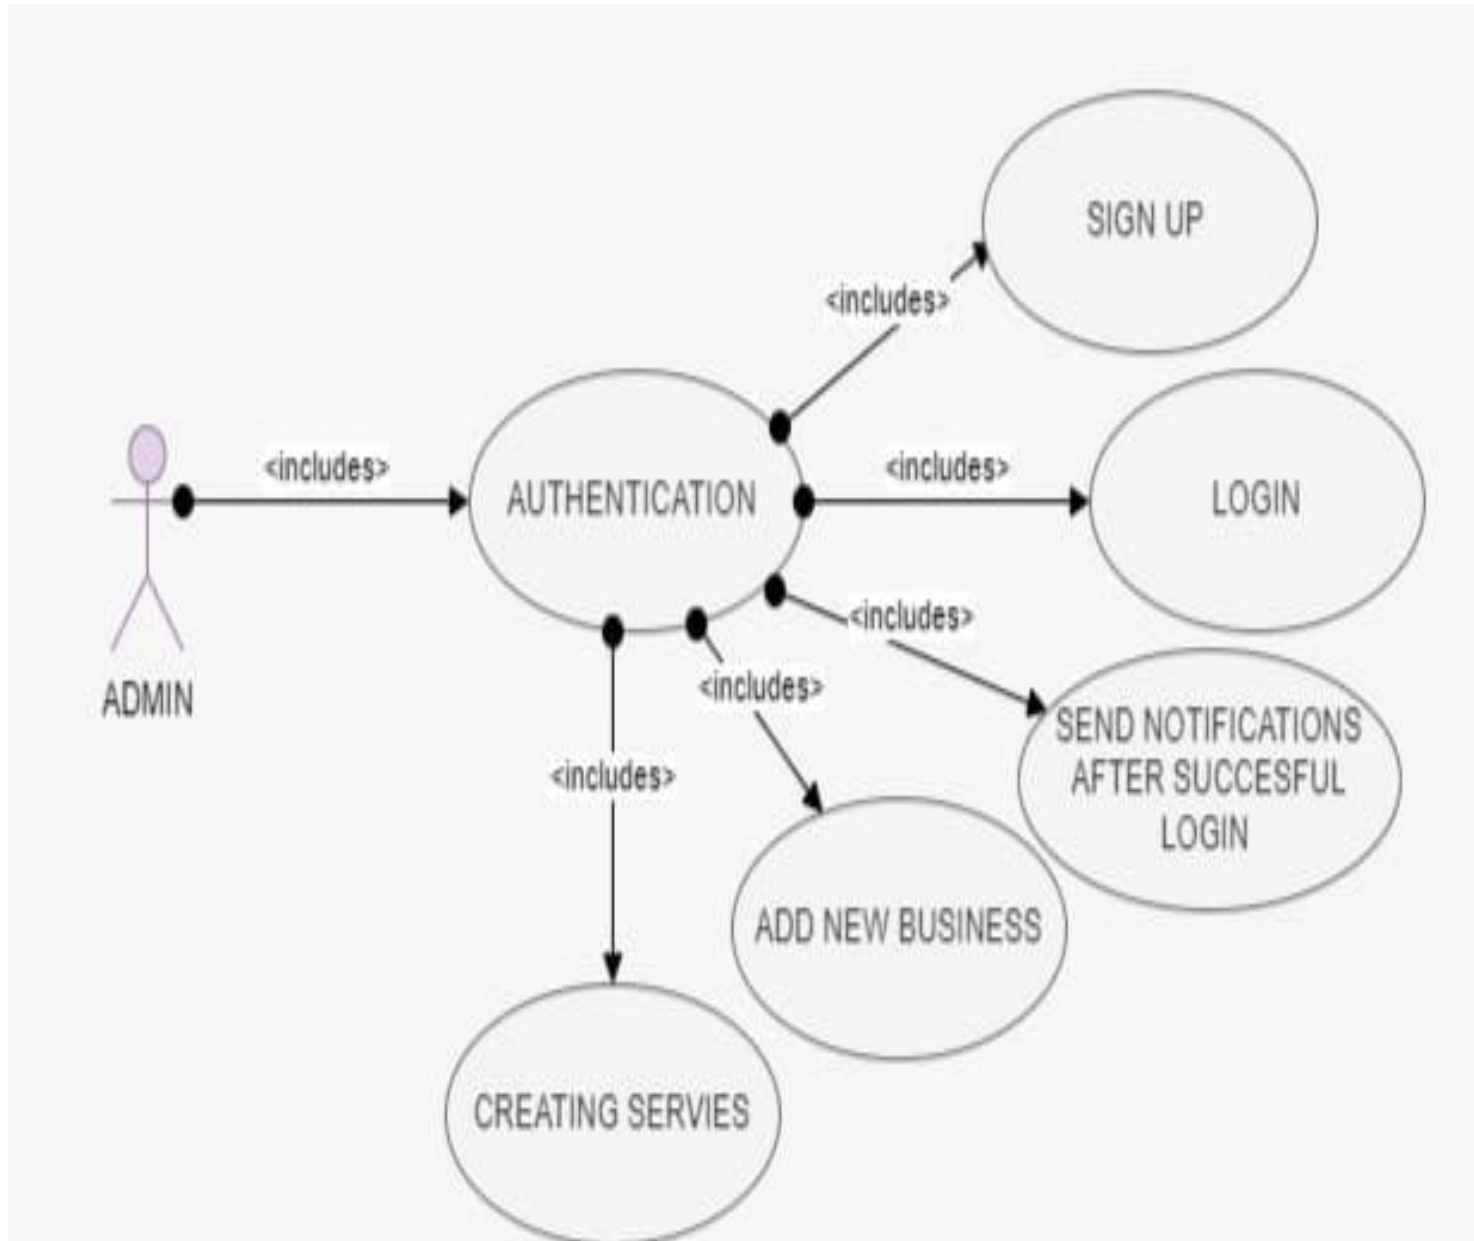 SIGN UP
<includes>
<includes>
<includes>
AUTHENTICATION
LOGIN
<includes>
ADMIN
<includes>
SEND NOTIFICATIONS
AFTER SUCCESFUL
LOGIN
<includes>
ADD NEW BUSINESS
CREATING SERVIES